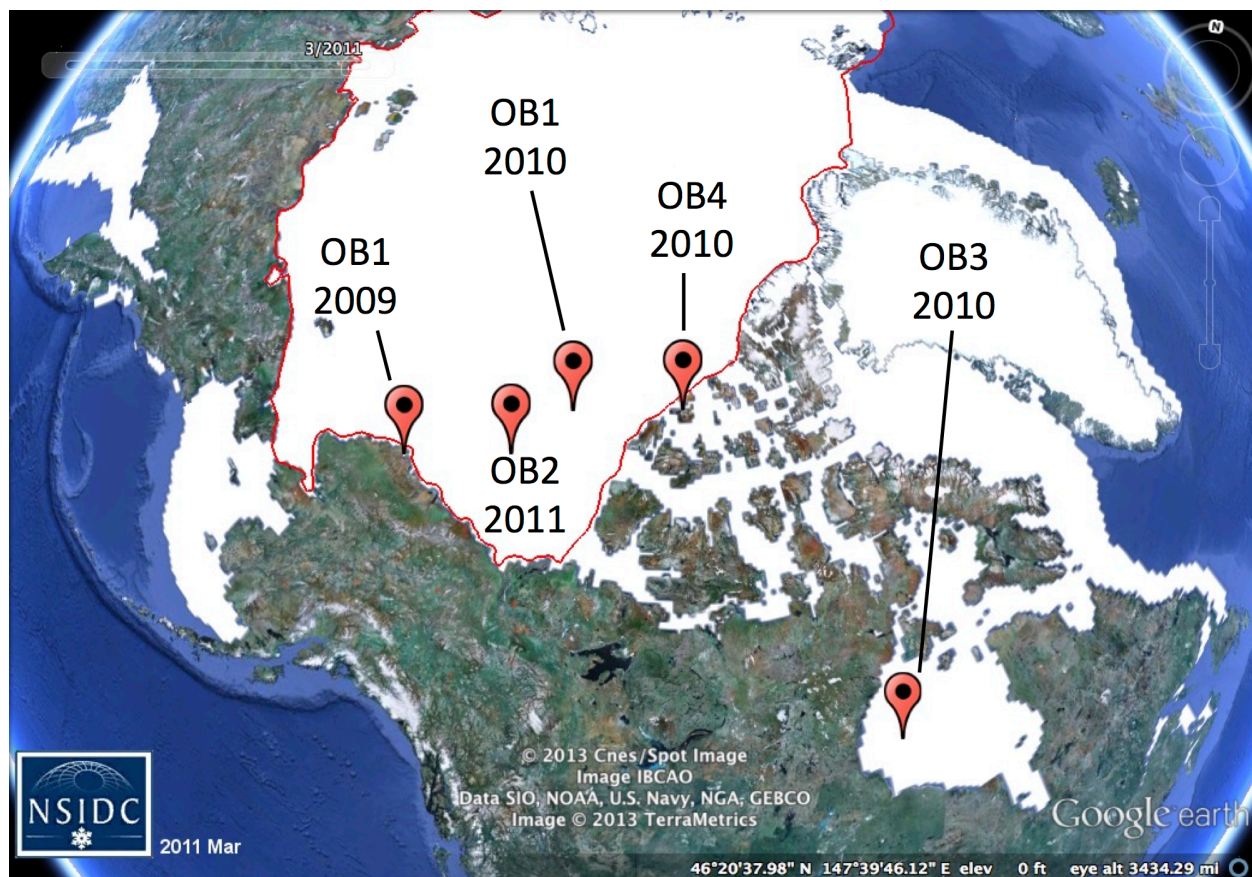 3/2011
N
OB1
2010
OB4
2010
OB1
2009
OB3
2010
OB2
2011
© 2013 Cnes/Spot Image
Image IBCAO
Data SIO, NOAA, U.S. Navy, NGA, GEBCO
Image © 2013 TerraMetrics
NSIDC
2011 Mar
Google earth
46°20'37.98" N 147°39'46.12" E elev 0 ft eye alt 3434.29 mi